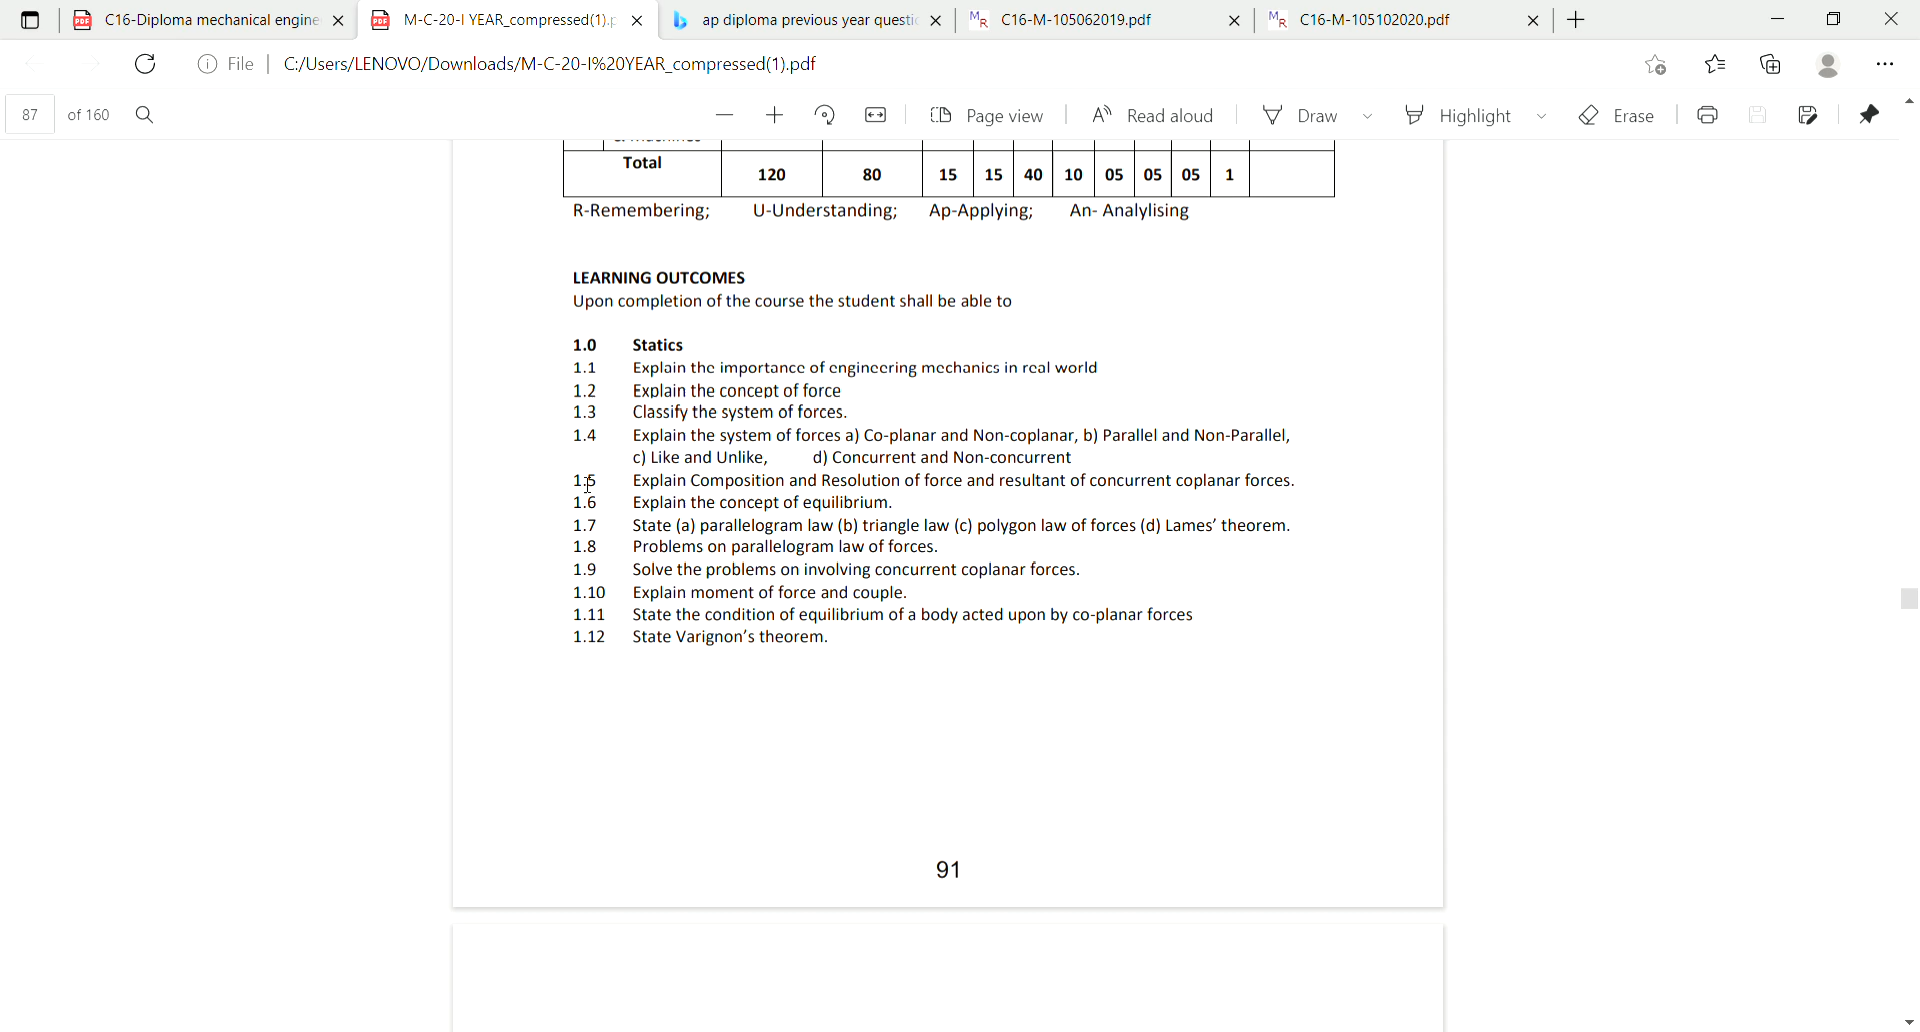 C16-Diploma mechanical engine
M-C-20-I YEAR_compressed(1).p
ap diploma previous year questio
C16-M-105062019.pdf
C16-M-105102020.pdf
File
C:/Users/LENOVO/Downloads/M-C-20-I%20YEAR_compressed(1).pdf
87 of 160
Page view
Read aloud
Draw
Highlight
Erase
Total 120 80 15 15 40 10 05 05 05 1
R-Remembering; U-Understanding; Ap-Applying; An- Analylising
LEARNING OUTCOMES
Upon completion of the course the student shall be able to
1.0 Statics
1.1 Explain the importance of engineering mechanics in real world
1.2 Explain the concept of force
1.3 Classify the system of forces.
1.4 Explain the system of forces a) Co-planar and Non-coplanar, b) Parallel and Non-Parallel,
c) Like and Unlike, d) Concurrent and Non-concurrent
1.5 Explain Composition and Resolution of force and resultant of concurrent coplanar forces.
1.6 Explain the concept of equilibrium.
1.7 State (a) parallelogram law (b) triangle law (c) polygon law of forces (d) Lames’ theorem.
1.8 Problems on parallelogram law of forces.
1.9 Solve the problems on involving concurrent coplanar forces.
1.10 Explain moment of force and couple.
1.11 State the condition of equilibrium of a body acted upon by co-planar forces
1.12 State Varignon’s theorem.
91